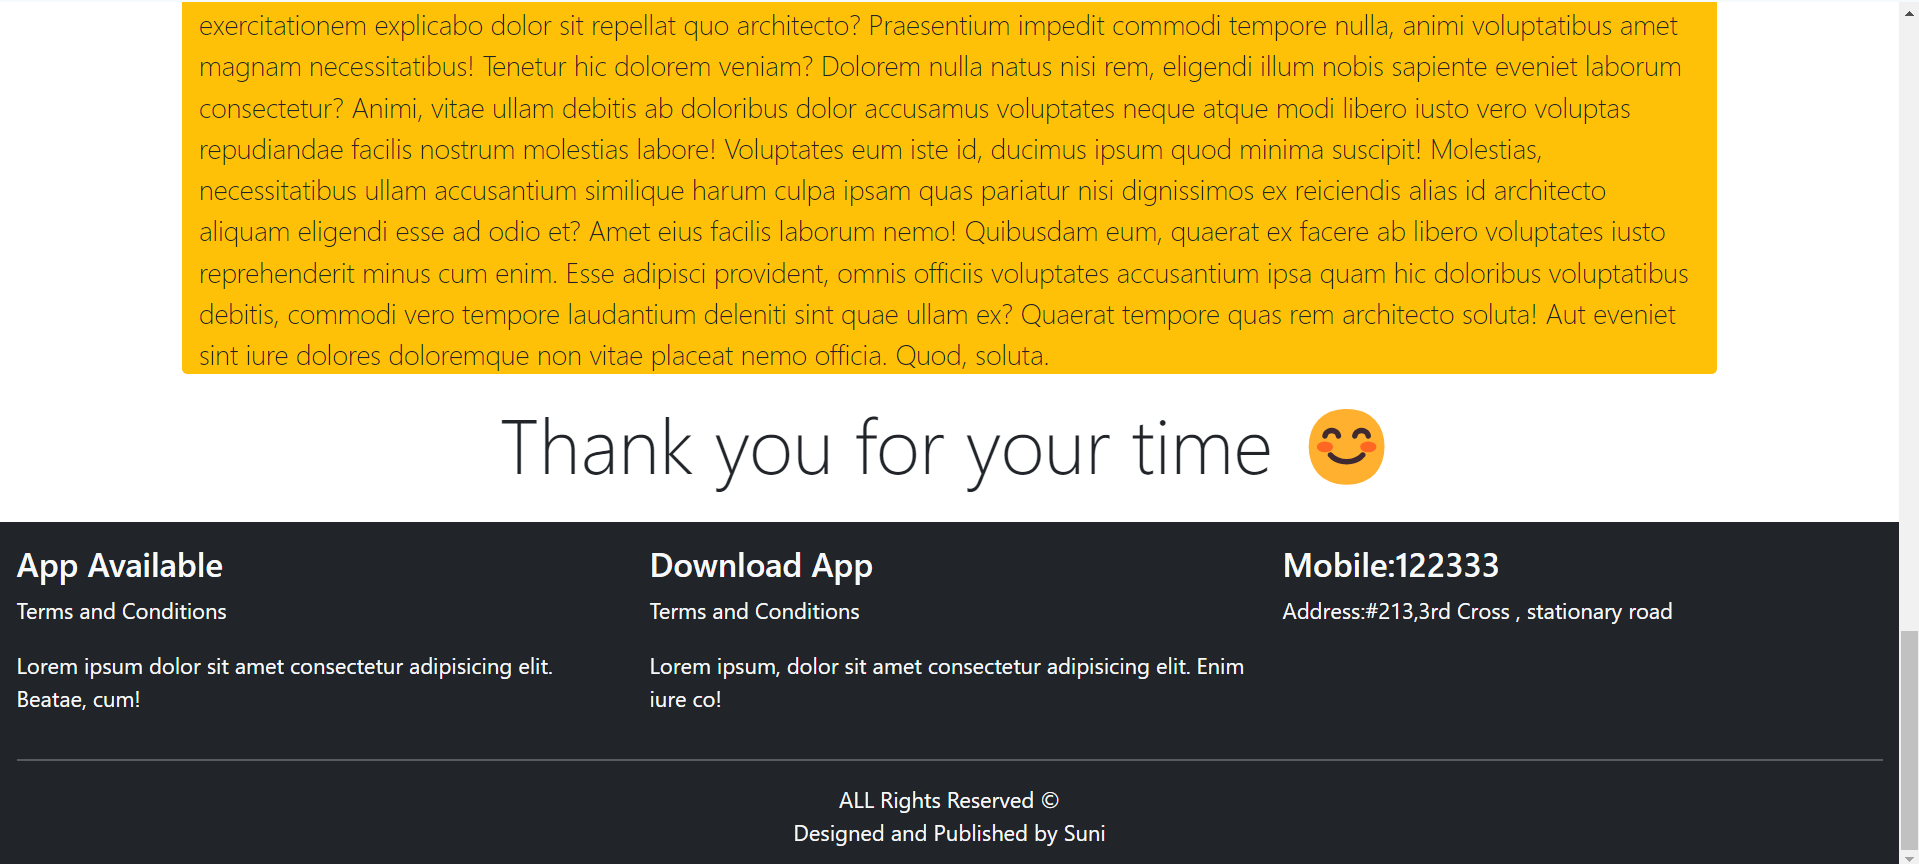 exercitationem explicabo dolor sit repellat quo architecto? Praesentium impedit commodi tempore nulla, animi voluptatibus amet
magnam necessitatibus! Tenetur hic dolorem veniam? Dolorem nulla natus nisi rem, eligendi illum nobis sapiente eveniet laborum
consectetur? Animi, vitae ullam debitis ab doloribus dolor accusamus voluptates neque atque modi libero iusto vero voluptas
repudiandae facilis nostrum molestias labore! Voluptates eum iste id, ducimus ipsum quod minima suscipit! Molestias,
necessitatibus ullam accusantium similique harum culpa ipsam quas pariatur nisi dignissimos ex reiciendis alias id architecto
aliquam eligendi esse ad odio et? Amet eius facilis laborum nemo! Quibusdam eum, quaerat ex facere ab libero voluptates iusto
reprehenderit minus cum enim. Esse adipisci provident, omnis officiis voluptates accusantium ipsa quam hic doloribus voluptatibus
debitis, commodi vero tempore laudantium deleniti sint quae ullam ex? Quaerat tempore quas rem architecto soluta! Aut eveniet
sint iure dolores doloremque non vitae placeat nemo officia. Quod, soluta.
Thank you for your time 😊
App Available
Terms and Conditions
Lorem ipsum dolor sit amet consectetur adipisicing elit.
Beatae, cum!
Download App
Terms and Conditions
Lorem ipsum, dolor sit amet consectetur adipisicing elit. Enim
iure co!
Mobile:122333
Address:#213,3rd Cross , stationary road
ALL Rights Reserved ©
Designed and Published by Suni